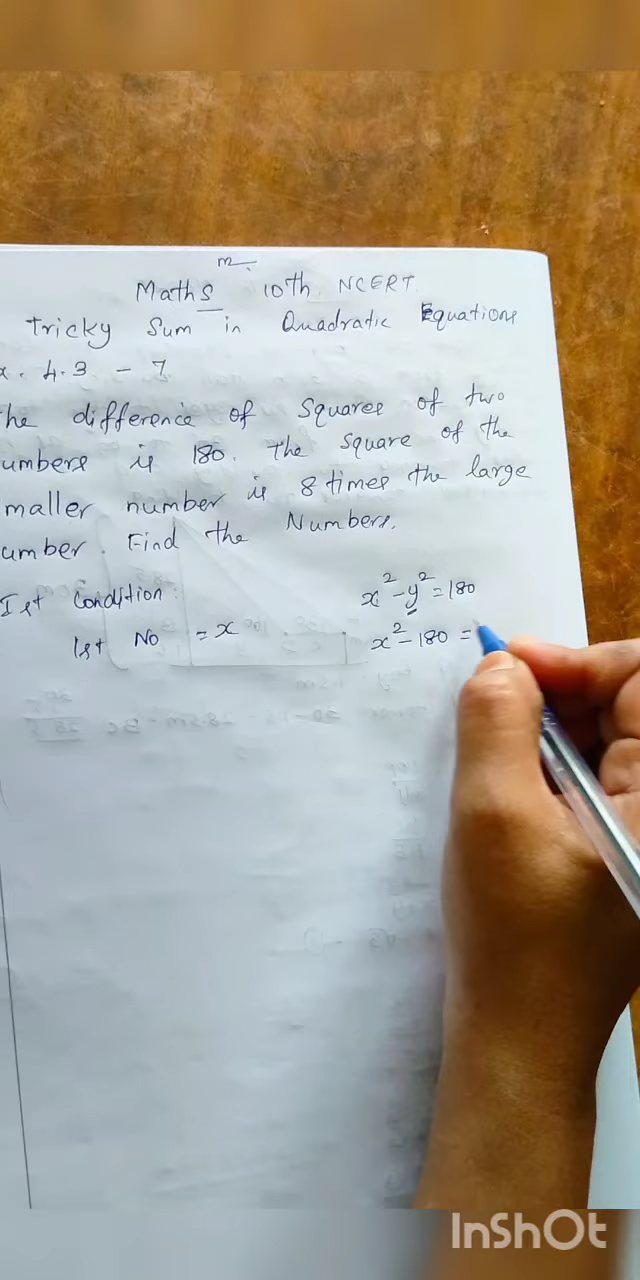 m.
Maths 10th NCERT.
Tricky Sum in Quadratic Equations
x. 4.3 - 7
he difference of squares of two
umbers is 180. The square of the
maller number is 8 times the large
umber. Find the Numbers.
Ist Condition:
x² - y² = 180
Ist No = x
x² - 180 =
InShOt